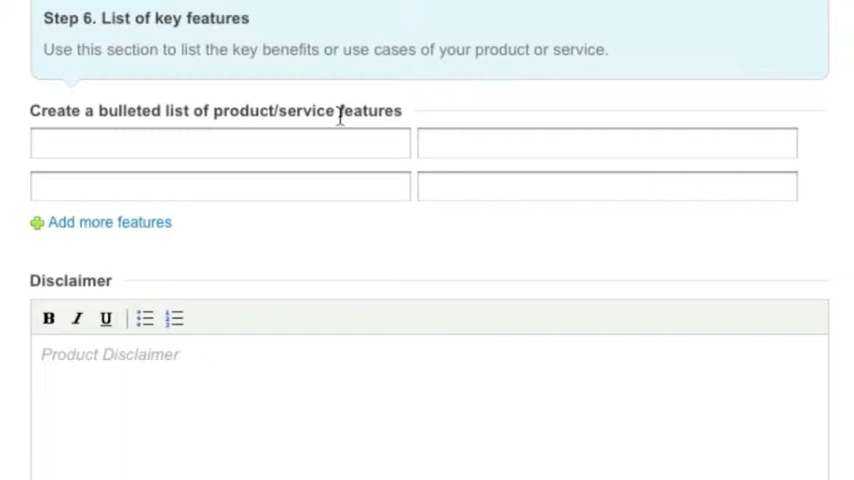 Step 6. List of key features
Use this section to list the key benefits or use cases of your product or service.
Create a bulleted list of product/service features
Add more features
Disclaimer
B I U
Product Disclaimer